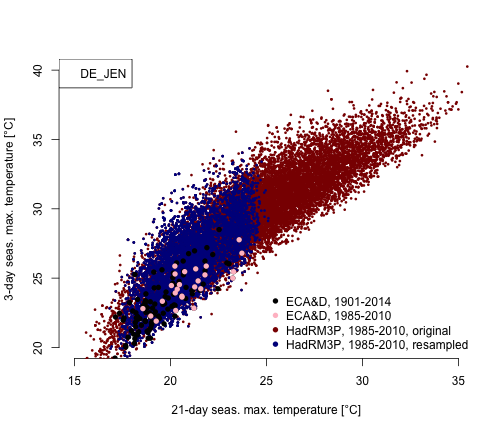 DE_JEN
40
35
30
25
20
3-day seas. max. temperature [°C]
ECA&D, 1901-2014
ECA&D, 1985-2010
HadRM3P, 1985-2010, original
HadRM3P, 1985-2010, resampled
15 20 25 30 35
21-day seas. max. temperature [°C]